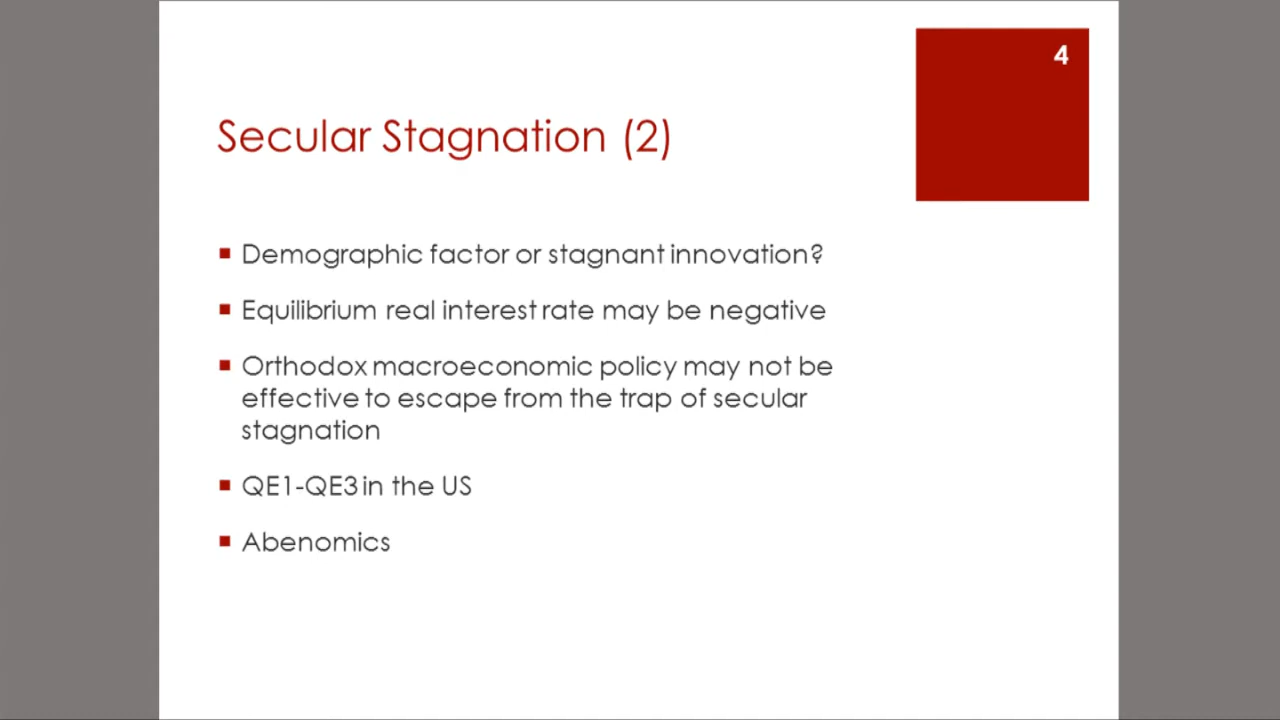 4
Secular Stagnation (2)
Demographic factor or stagnant innovation?
Equilibrium real interest rate may be negative
Orthodox macroeconomic policy may not be
effective to escape from the trap of secular
stagnation
QE1-QE3 in the US
Abenomics